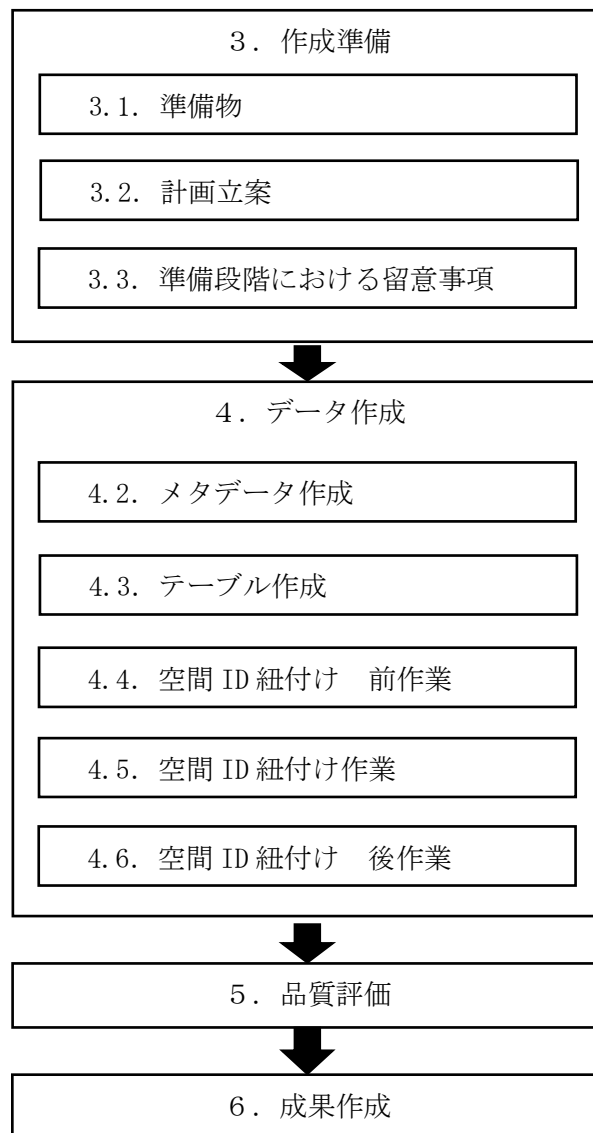 ３．作成準備
3.1．準備物
3.2．計画立案
3.3．準備段階における留意事項
４．データ作成
4.2．メタデータ作成
4.3．テーブル作成
4.4．空間 ID 紐付け　前作業
4.5．空間 ID 紐付け作業
4.6．空間 ID 紐付け　後作業
５．品質評価
６．成果作成